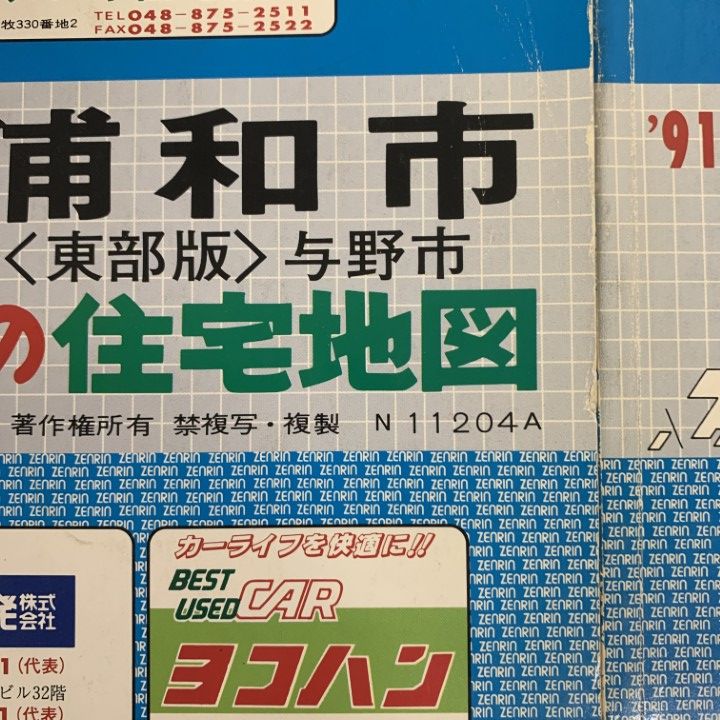 TEL048-875-2511
牧330番地2 FAX048-875-2522
浦和市
'91
〈東部版〉与野市
の住宅地図
著作権所有 禁複写・複製 N 11204A
ZENRIN ZENRIN ZENRIN ZENRIN ZENRIN ZENRIN
カーライフを快適に!!
BEST
USED CAR
株式会社
ヨコハン
1(代表)
ビル32階
1(代表)